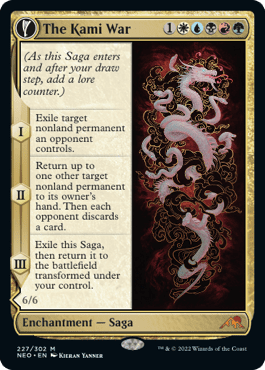 The Kami War 1
(As this Saga enters
and after your draw
step, add a lore
counter.)
I
Exile target
nonland permanent
an opponent
controls.
II
Return up to
one other target
nonland permanent
to its owner's
hand. Then each
opponent discards
a card.
III
Exile this Saga,
then return it to
the battlefield
transformed under
your control.
6/6
Enchantment — Saga
227/302 M
NEO • EN KIERAN YANNER
™ & © 2022 Wizards of the Coast